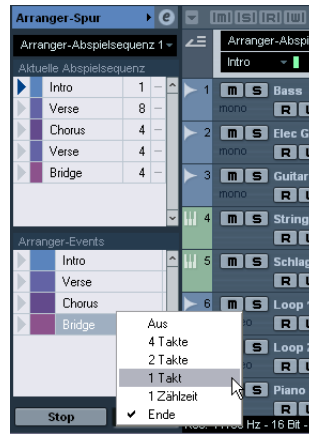 Arranger-Spur
e
m S R W
Arranger-Abspielsequenz 1
Arranger-Abspi
Intro
Aktuelle Abspielsequenz
Intro 1 –
Verse 8 –
Chorus 4 –
Verse 4 –
Bridge 4 –
Arranger-Events
Intro
Verse
Chorus
Bridge
Stop
1 m S Bass
mono R
2 m S Elec G
mono R
3 m S Guitar
mono R
4 m S String
R
5 m S Schlag
R
6 m S Loop
R
S Loop
R
S Piano
R
Aus
4 Takte
2 Takte
1 Takt
1 Zählzeit
✔ Ende
Hz - 16 Bit -